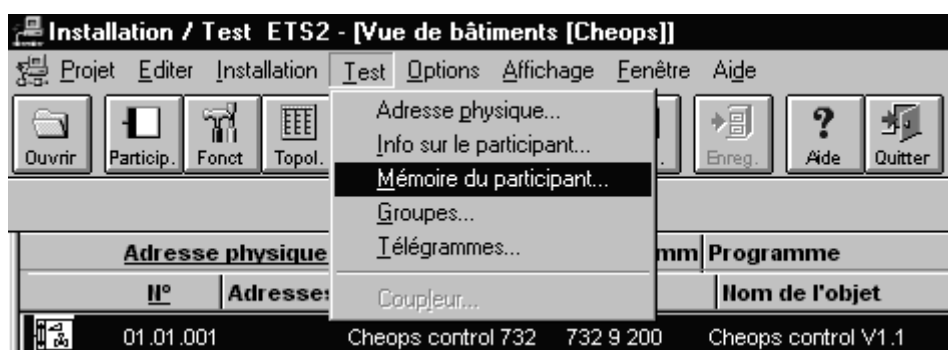 Installation / Test ETS2 - [Vue de bâtiments [Cheops]]
Projet Editer Installation Test Options Affichage Fenêtre Aide
Ouvrir Particip. Fonct Topol. Enreg. Aide Quitter
Adresse physique...
Info sur le participant...
Mémoire du participant...
Groupes...
Télégrammes...
Coupleur...
Adresse physique mm Programme
N° Adresses Nom de l'objet
01.01.001 Cheops control 732 732 9 200 Cheops control V1.1